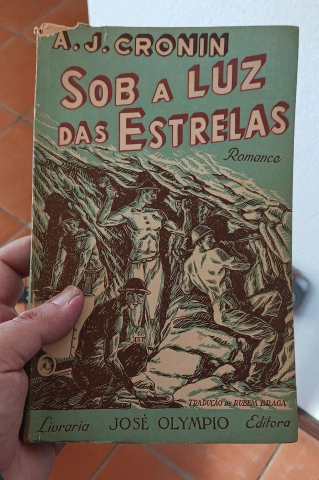 A. J. CRONIN
SOB A LUZ
DAS ESTRELAS
Romance
TRADUÇÃO DE RUBEM BRAGA
Livraria JOSÉ OLYMPIO Editora